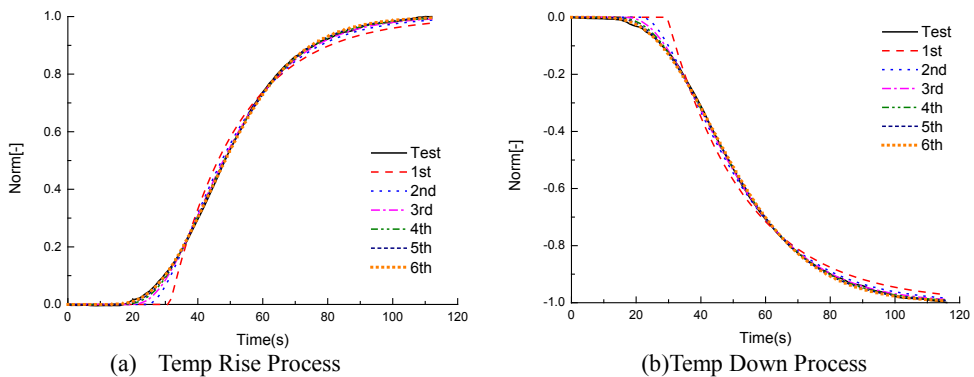 1.0
0.8
0.6
0.4
0.2
0.0
Norm[-]
0 20 40 60 80 100 120
Time(s)
Test
1st
2nd
3rd
4th
5th
6th
(a) Temp Rise Process
0.0
-0.2
-0.4
-0.6
-0.8
-1.0
Norm[-]
0 20 40 60 80 100 120
Time(s)
Test
1st
2nd
3rd
4th
5th
6th
(b)Temp Down Process